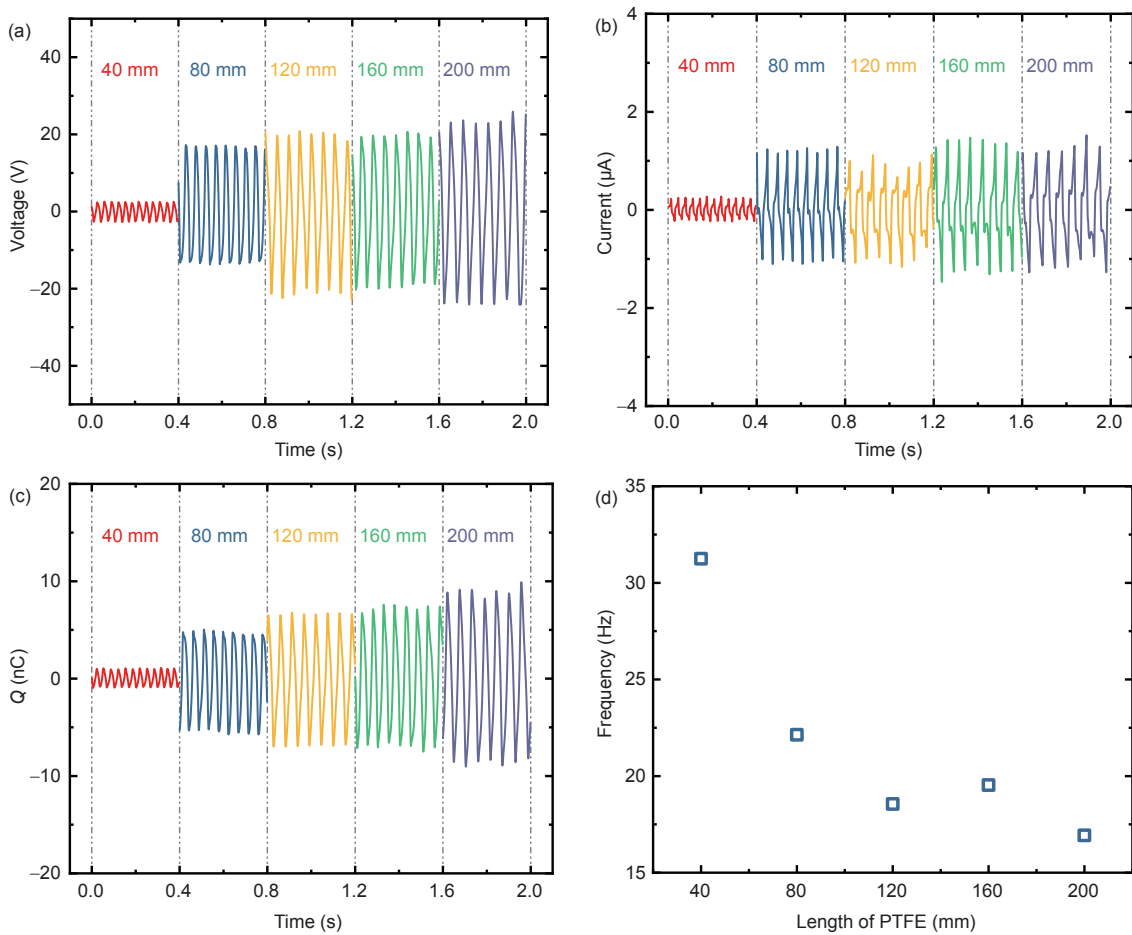 (a)
50
40 mm
80 mm
120 mm
160 mm
200 mm
40
20
0
–20
–40
Voltage (V)
0.0
0.4
0.8
1.2
1.6
2.0
Time (s)
(b)
4
40 mm
80 mm
120 mm
160 mm
200 mm
2
0
–2
–4
Current (µA)
0.0
0.4
0.8
1.2
1.6
2.0
Time (s)
(c)
20
40 mm
80 mm
120 mm
160 mm
200 mm
10
0
–10
–20
Q (nC)
0.0
0.4
0.8
1.2
1.6
2.0
Time (s)
(d)
35
30
25
20
15
Frequency (Hz)
40
80
120
160
200
Length of PTFE (mm)